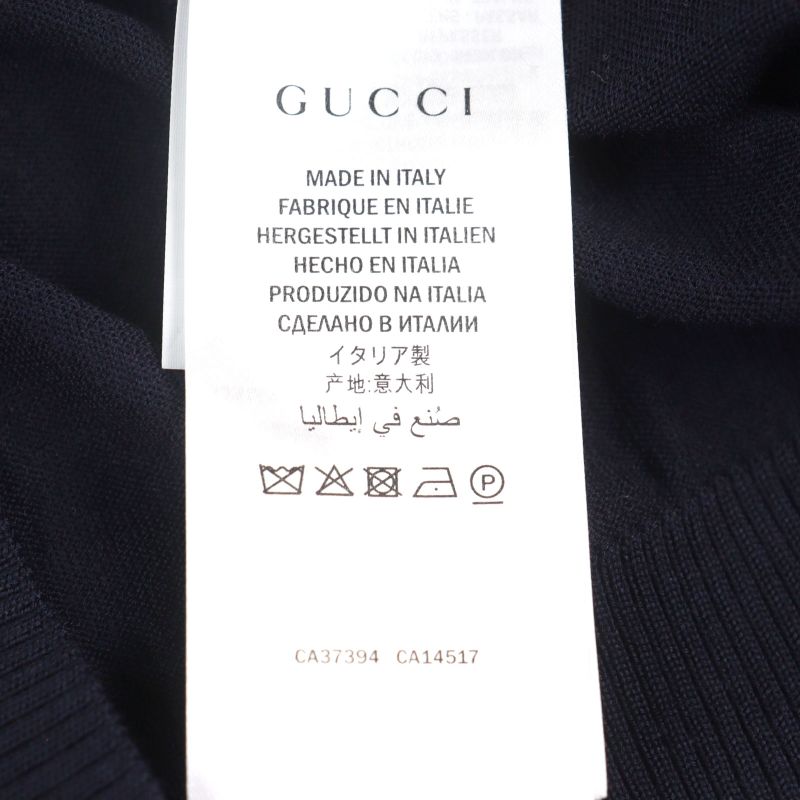 GUCCI
MADE IN ITALY
FABRIQUE EN ITALIE
HERGESTELLT IN ITALIEN
HECHO EN ITALIA
PRODUZIDO NA ITALIA
СДЕЛАНО В ИТАЛИИ
イタリア製
产地:意大利
صُنع في إيطاليا
P
CA37394 CA14517